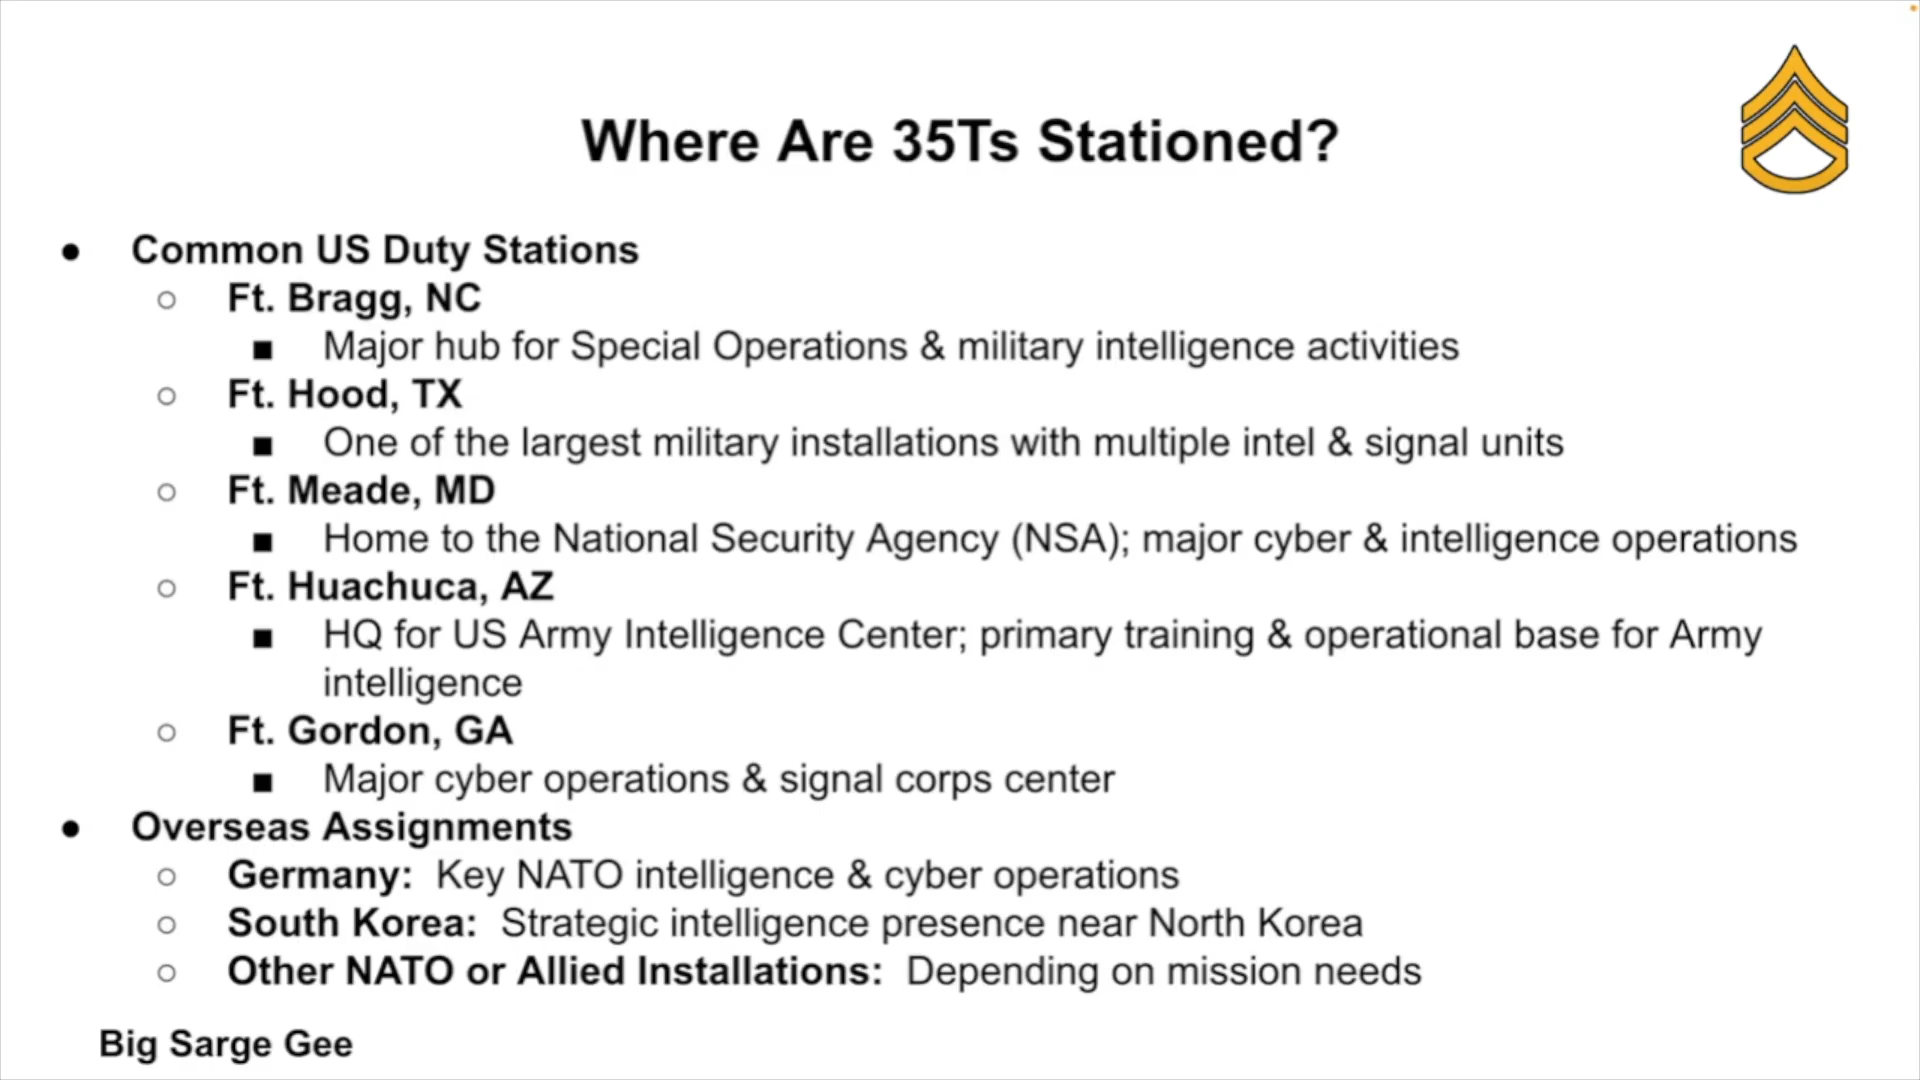 Where Are 35Ts Stationed?
● Common US Duty Stations
○ Ft. Bragg, NC
■ Major hub for Special Operations & military intelligence activities
○ Ft. Hood, TX
■ One of the largest military installations with multiple intel & signal units
○ Ft. Meade, MD
■ Home to the National Security Agency (NSA); major cyber & intelligence operations
○ Ft. Huachuca, AZ
■ HQ for US Army Intelligence Center; primary training & operational base for Army
intelligence
○ Ft. Gordon, GA
■ Major cyber operations & signal corps center
● Overseas Assignments
○ Germany: Key NATO intelligence & cyber operations
○ South Korea: Strategic intelligence presence near North Korea
○ Other NATO or Allied Installations: Depending on mission needs
Big Sarge Gee